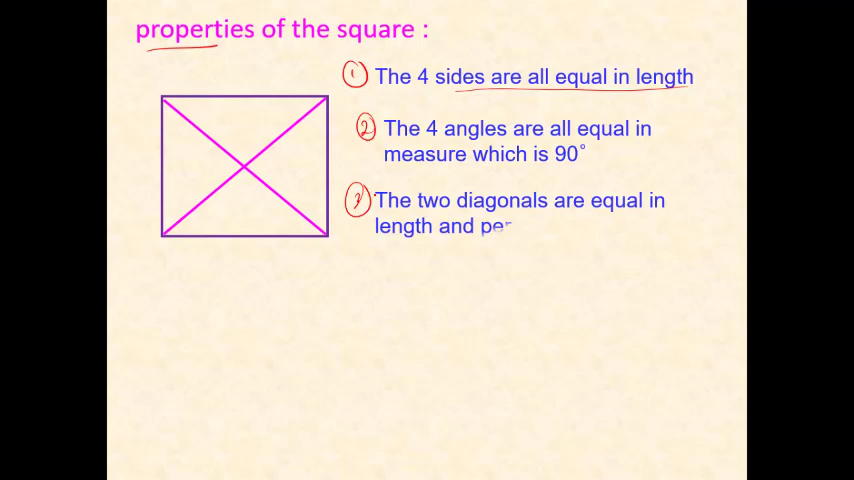 properties of the square :
1 The 4 sides are all equal in length
2 The 4 angles are all equal in
measure which is 90°
The two diagonals are equal in
length and per